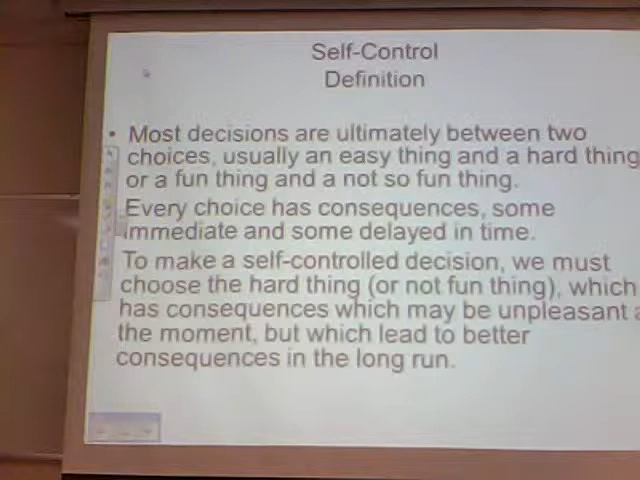 Self-Control
Definition
• Most decisions are ultimately between two
choices, usually an easy thing and a hard thing
or a fun thing and a not so fun thing.
Every choice has consequences, some
immediate and some delayed in time.
To make a self-controlled decision, we must
choose the hard thing (or not fun thing), which
has consequences which may be unpleasant
the moment, but which lead to better
consequences in the long run.